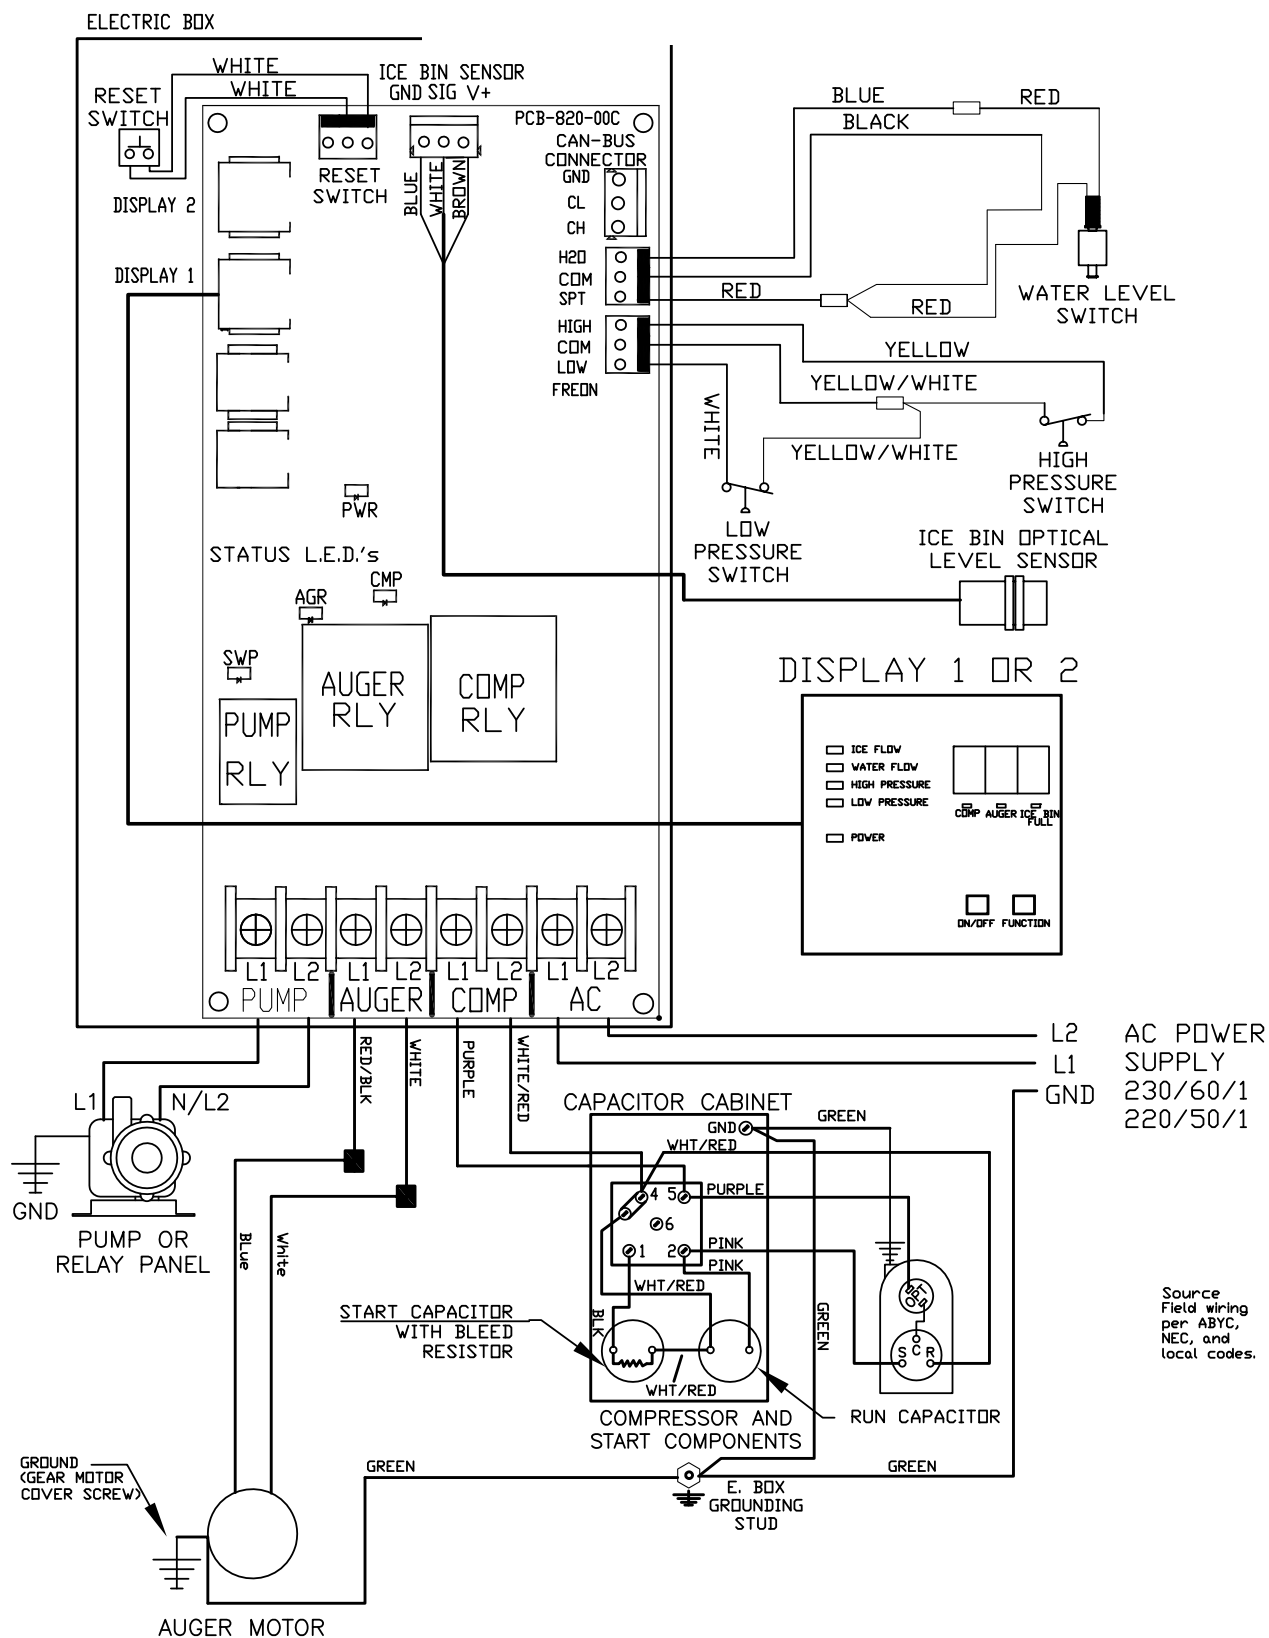 ELECTRIC BOX
WHITE
WHITE
RESET
SWITCH
ICE BIN SENSOR
GND SIG V+
PCB-820-00C
CAN-BUS
CONNECTOR
GND
CL
CH
RESET
SWITCH
BLUE
WHITE
BROWN
DISPLAY 2
DISPLAY 1
H2O
COM
SPT
HIGH
COM
LOW
FREON
BLUE
RED
BLACK
RED
RED
WATER LEVEL
SWITCH
YELLOW
YELLOW/WHITE
WHITE
YELLOW/WHITE
HIGH
PRESSURE
SWITCH
LOW
PRESSURE
SWITCH
ICE BIN OPTICAL
LEVEL SENSOR
PWR
STATUS L.E.D.'s
CMP
AGR
SWP
AUGER
RLY
COMP
RLY
PUMP
RLY
DISPLAY 1 OR 2
ICE FLOW
WATER FLOW
HIGH PRESSURE
LOW PRESSURE
POWER
COMP AUGER ICE BIN
FULL
ON/OFF FUNCTION
L1 L2 L1 L2 L1 L2 L1 L2
PUMP AUGER COMP AC
RED/BLK
WHITE
PURPLE
WHITE/RED
L2
L1
GND
AC POWER
SUPPLY
230/60/1
220/50/1
L1
N/L2
GND
PUMP OR
RELAY PANEL
Blue
White
CAPACITOR CABINET
GND
GREEN
WHT/RED
4 5
PURPLE
6
1 2
PINK
PINK
WHT/RED
BLK
GREEN
OPT
S C R
START CAPACITOR
WITH BLEED
RESISTOR
WHT/RED
RUN CAPACITOR
COMPRESSOR AND
START COMPONENTS
Source
Field wiring
per ABYC,
NEC, and
local codes.
GROUND
(GEAR MOTOR
COVER SCREW)
GREEN
GREEN
E. BOX
GROUNDING
STUD
AUGER MOTOR